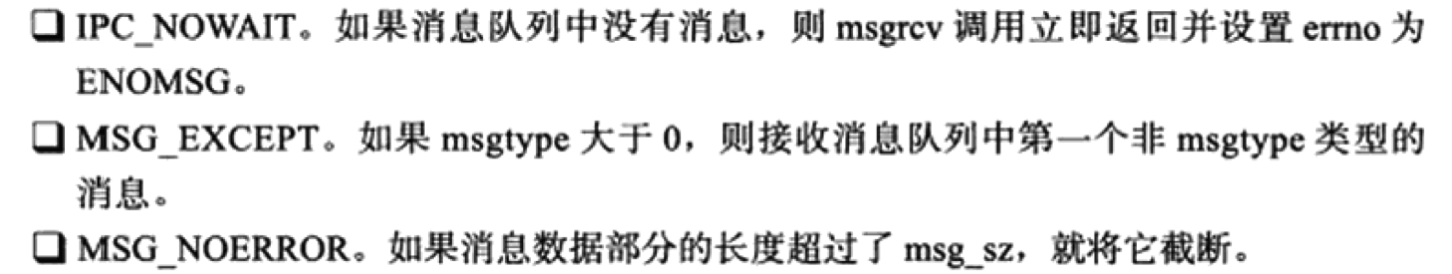 ❑ IPC_NOWAIT。如果消息队列中没有消息，则 msgrcv 调用立即返回并设置 errno 为
ENOMSG。
❑ MSG_EXCEPT。如果 msgtype 大于 0，则接收消息队列中第一个非 msgtype 类型的
消息。
❑ MSG_NOERROR。如果消息数据部分的长度超过了 msg_sz，就将它截断。